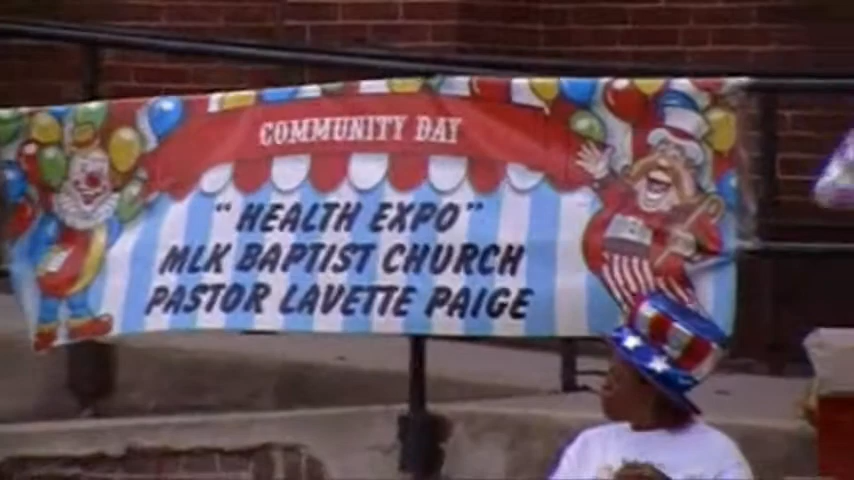 COMMUNITY DAY
"HEALTH EXPO"
MLK BAPTIST CHURCH
PASTOR LAVETTE PAIGE